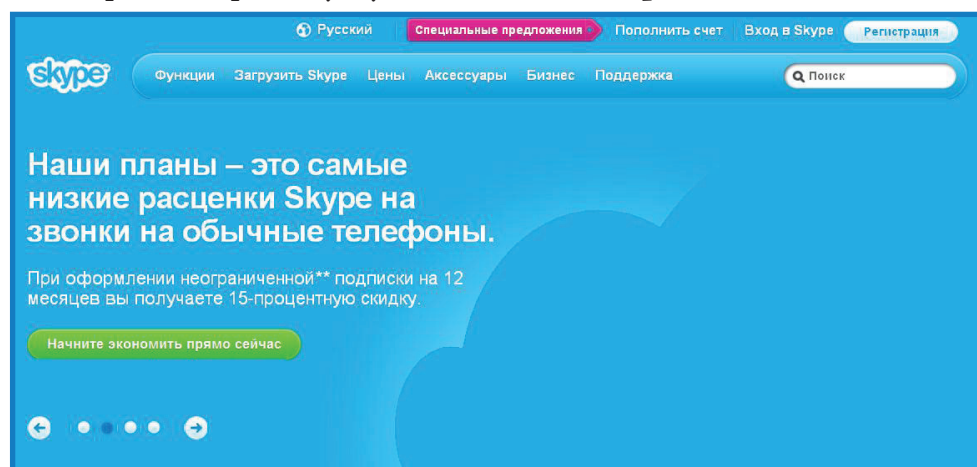 Русский Специальные предложения Пополнить счет Вход в Skype Регистрация
skype Функции Загрузить Skype Цены Аксессуары Бизнес Поддержка Поиск
Наши планы – это самые
низкие расценки Skype на
звонки на обычные телефоны.
При оформлении неограниченной** подписки на 12
месяцев вы получаете 15-процентную скидку.
Начните экономить прямо сейчас